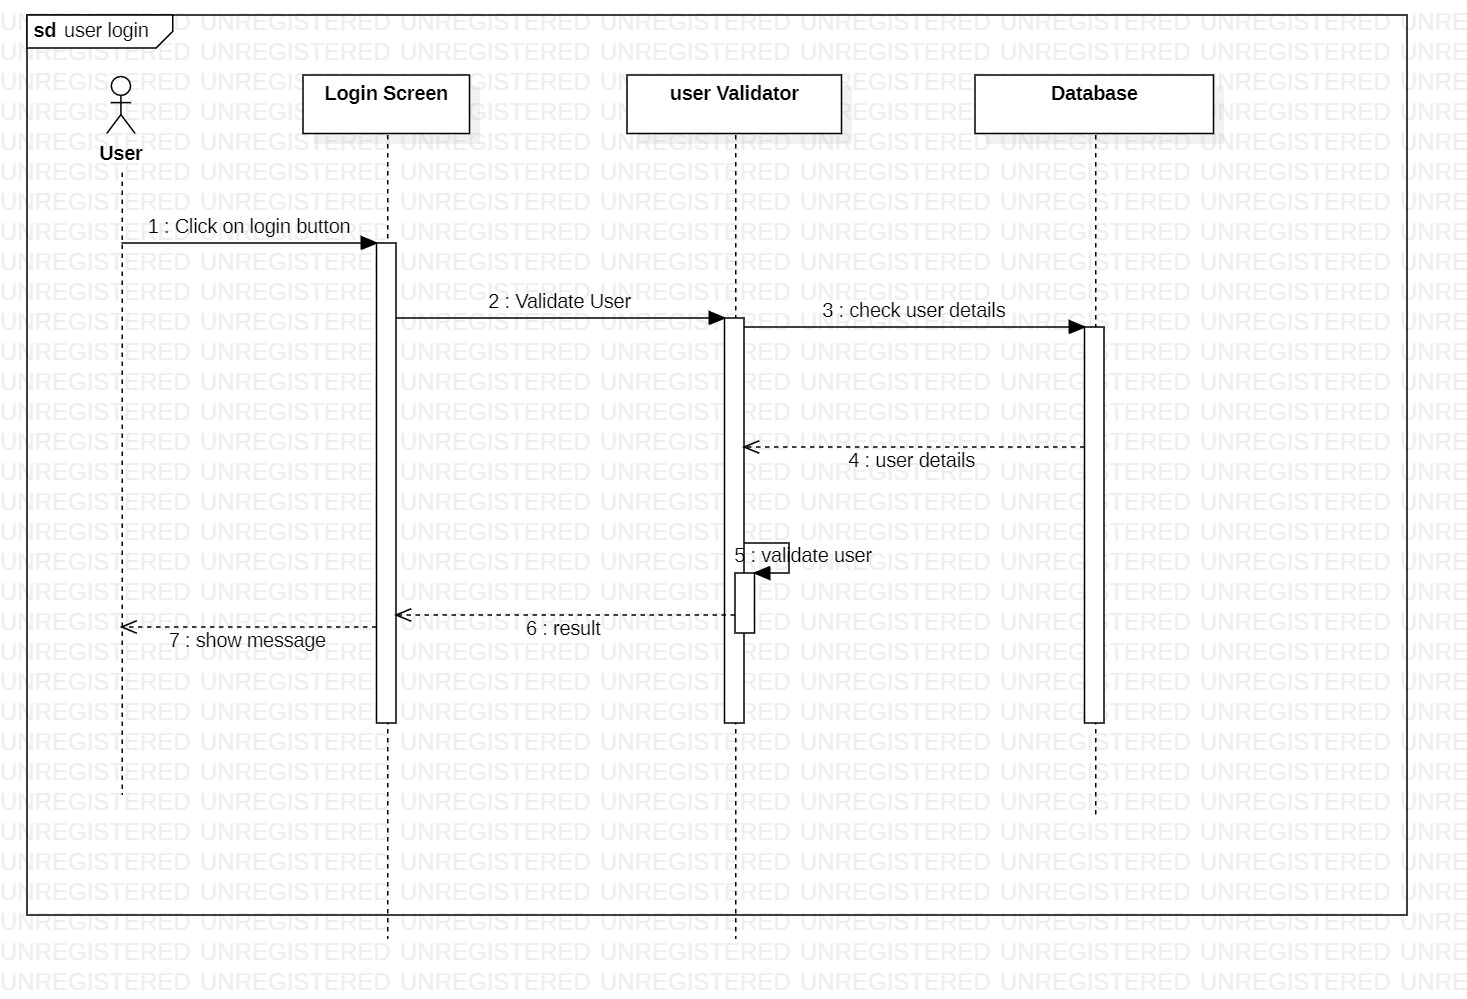 sd user login
User
Login Screen
user Validator
Database
1 : Click on login button
2 : Validate User
3 : check user details
4 : user details
5 : validate user
6 : result
7 : show message
UNREGISTERED